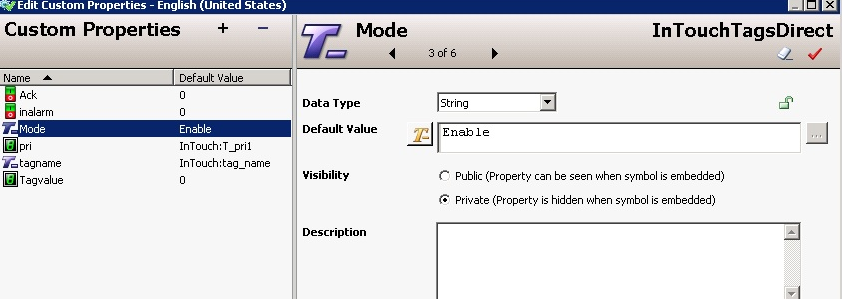 Edit Custom Properties - English (United States)
Custom Properties + -
Name Default Value
Ack 0
inalarm 0
Mode Enable
pri InTouch:T_pri1
tagname InTouch:tag_name
Tagvalue 0
Mode InTouchTagsDirect
3 of 6
Data Type String
Default Value T Enable ...
Visibility Public (Property can be seen when symbol is embedded)
Private (Property is hidden when symbol is embedded)
Description